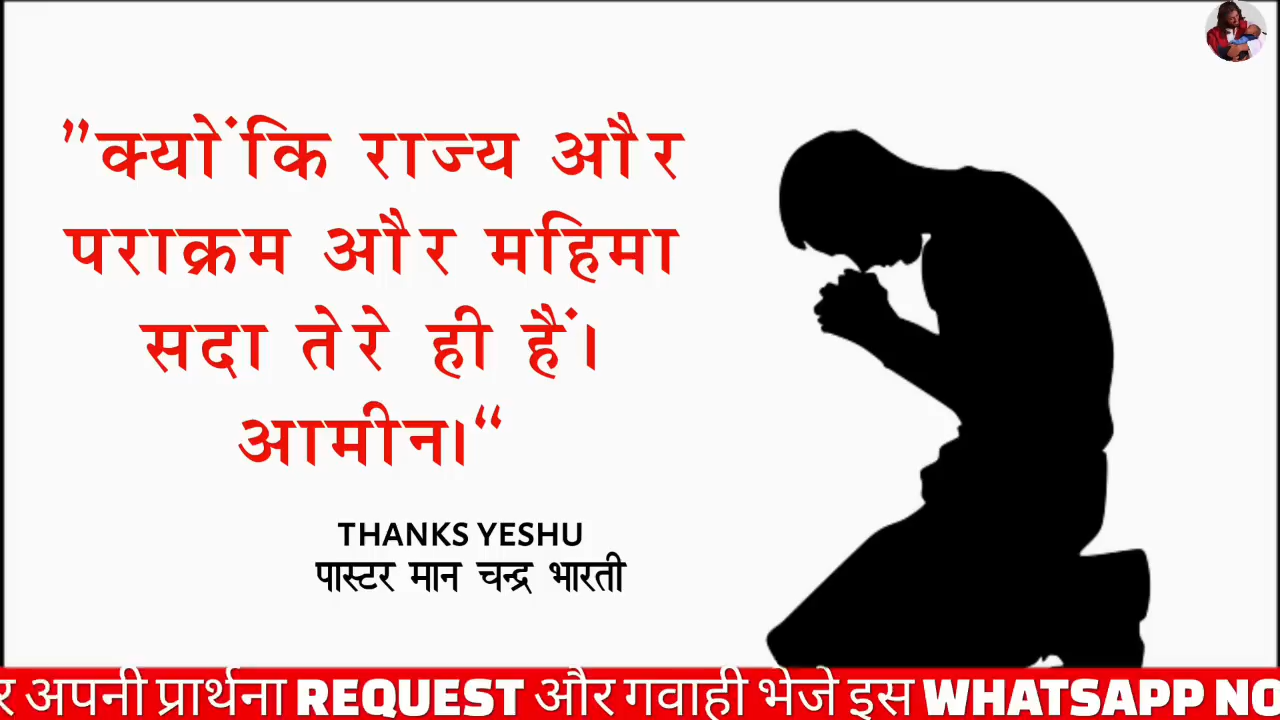 "क्योंकि राज्य और
पराक्रम और महिमा
सदा तेरे ही हैं।
आमीन।“
THANKS YESHU
पास्टर मान चन्द्र भारती
अपनी प्रार्थना REQUEST और गवाही भेजे इस WHATSAPP NO